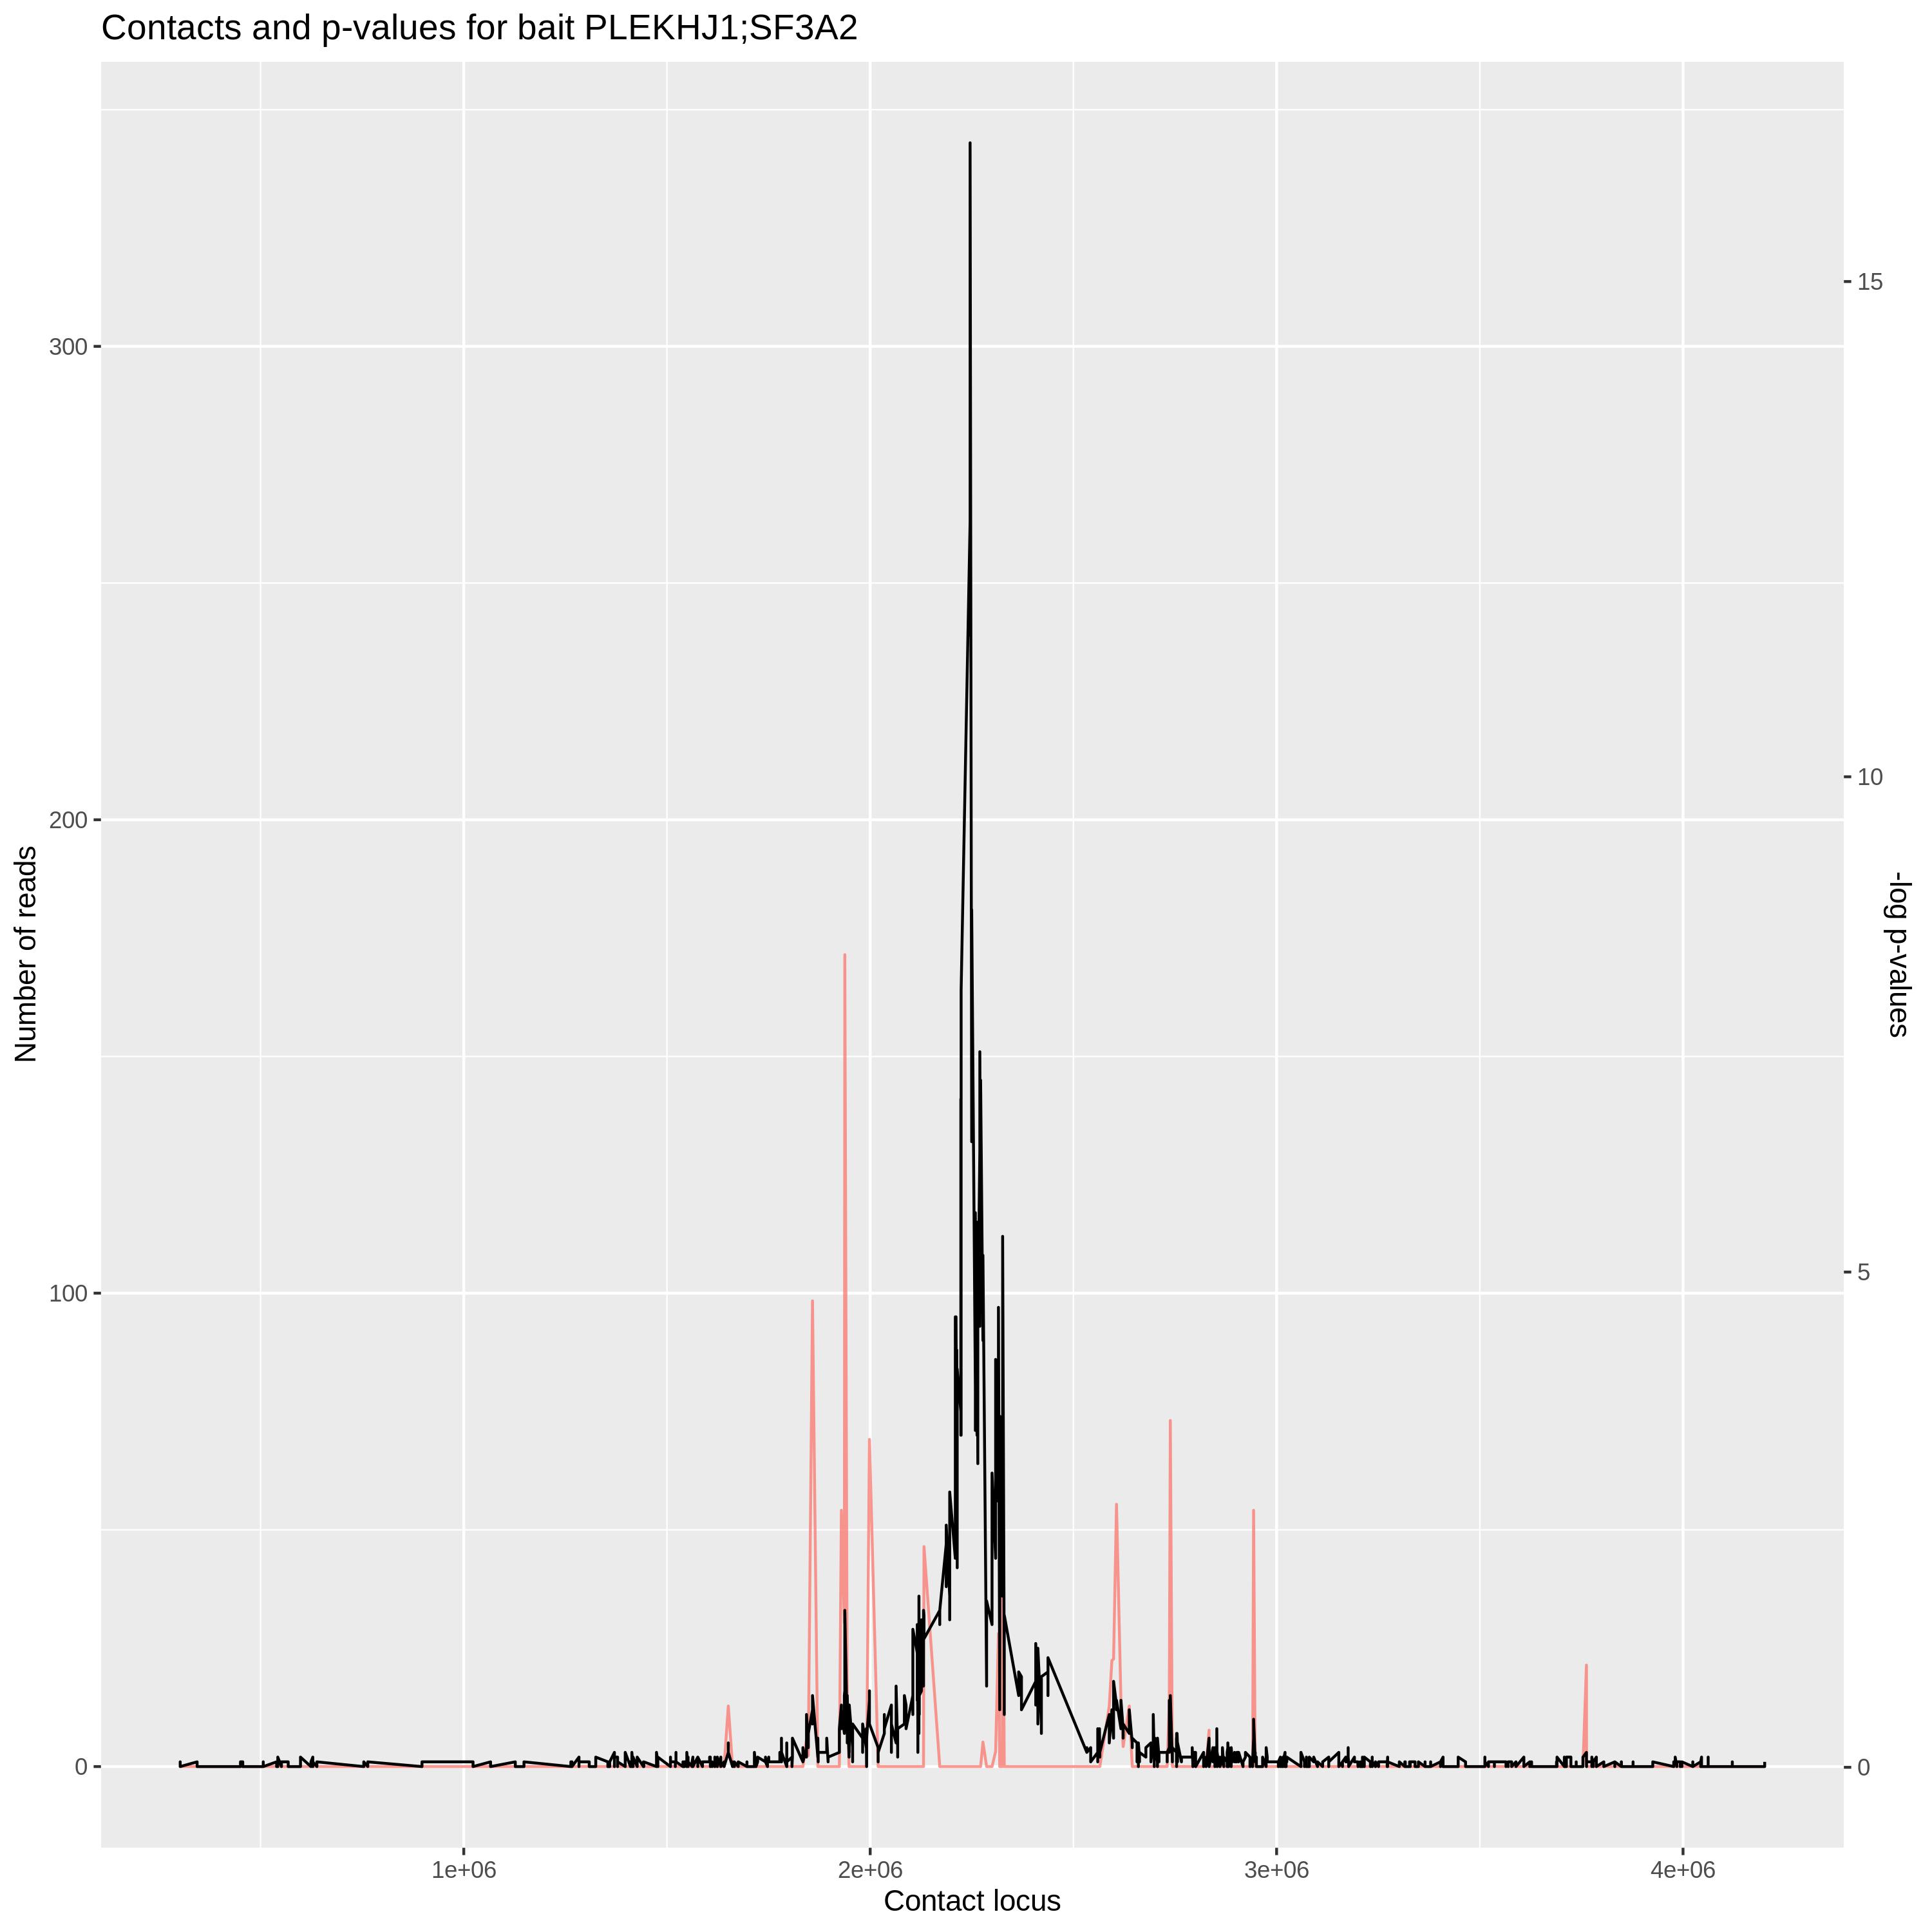 Contacts and p-values for bait PLEKHJ1;SF3A2
300
200
100
0
Number of reads
15
10
5
0
-log p-values
1e+06
2e+06
3e+06
4e+06
Contact locus